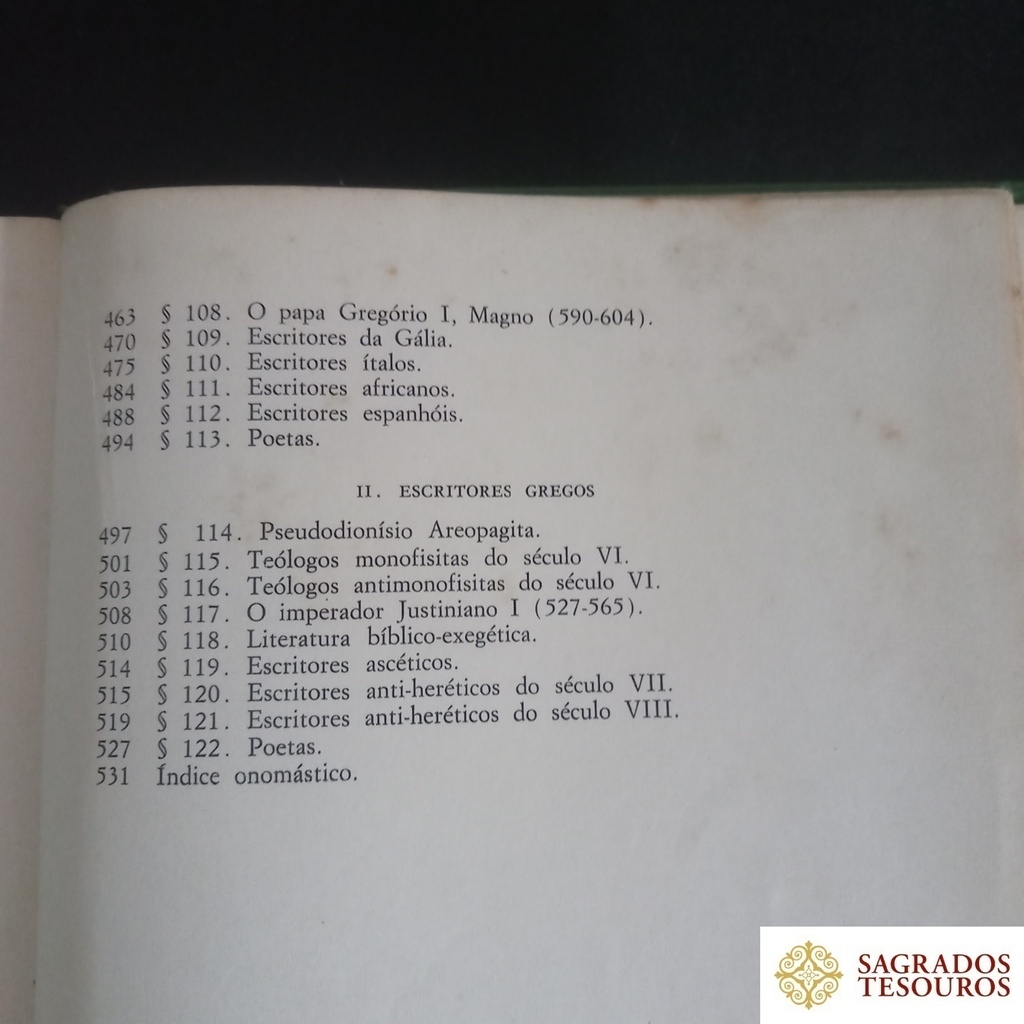 463 § 108. O papa Gregório I, Magno (590-604).
470 § 109. Escritores da Gália.
475 § 110. Escritores ítalos.
484 § 111. Escritores africanos.
488 § 112. Escritores espanhóis.
494 § 113. Poetas.
II. ESCRITORES GREGOS
497 § 114. Pseudodionísio Areopagita.
501 § 115. Teólogos monofisitas do século VI.
503 § 116. Teólogos antimonofisitas do século VI.
508 § 117. O imperador Justiniano I (527-565).
510 § 118. Literatura bíblico-exegética.
514 § 119. Escritores ascéticos.
515 § 120. Escritores anti-heréticos do século VII.
519 § 121. Escritores anti-heréticos do século VIII.
527 § 122. Poetas.
531 Índice onomástico.
SAGRADOS
TESOUROS